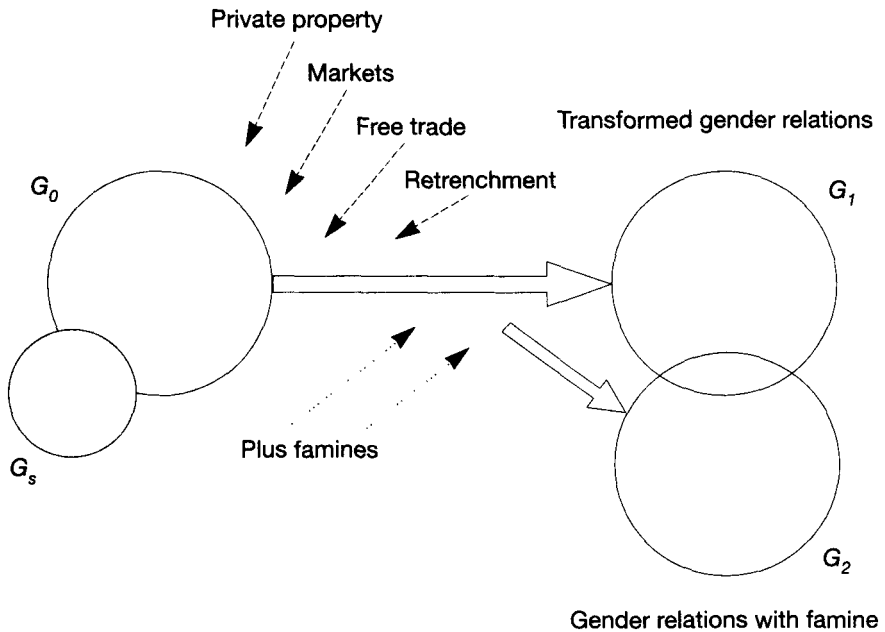 Private property
Markets
Free trade
Retrenchment
Transformed gender relations
G₀
G₁
Plus famines
Gₛ
G₂
Gender relations with famine